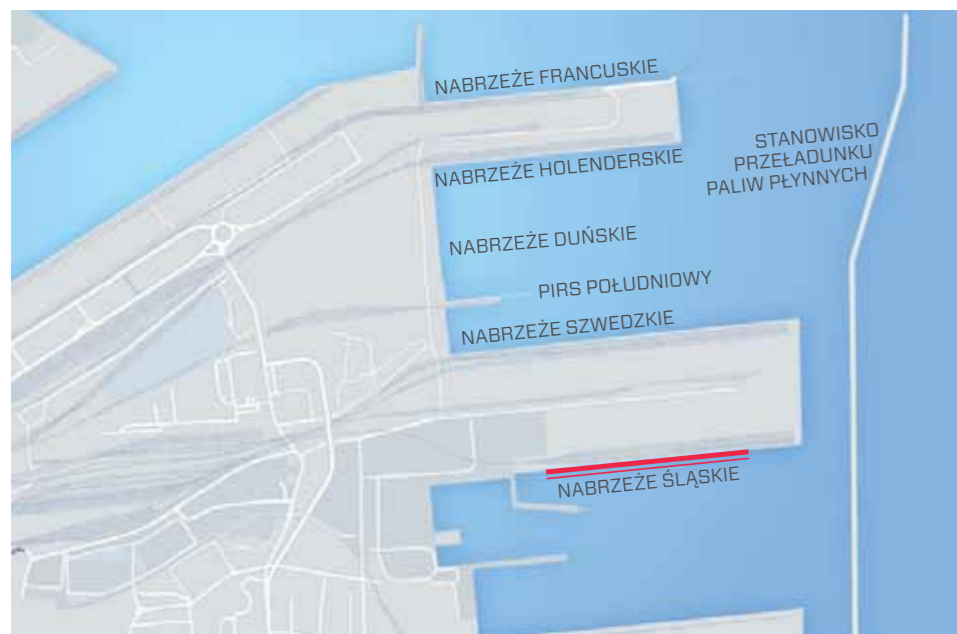 NABRZEŻE FRANCUSKIE
STANOWISKO
PRZEŁADUNKU
PALIW PŁYNNYCH
NABRZEŻE HOLENDERSKIE
NABRZEŻE DUŃSKIE
PIRS POŁUDNIOWY
NABRZEŻE SZWEDZKIE
NABRZEŻE ŚLĄSKIE